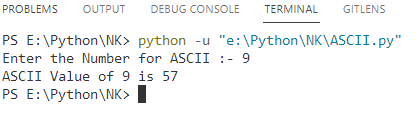 PROBLEMS OUTPUT DEBUG CONSOLE TERMINAL GITLENS
PS E:\Python\NK> python -u "e:\Python\NK\ASCII.py"
Enter the Number for ASCII :- 9
ASCII Value of 9 is 57
PS E:\Python\NK>